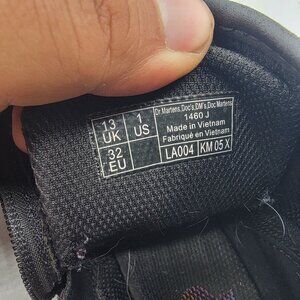 13 UK
1 US
32 EU
Dr.Martens, Doc's, DM's, Doc Martens
1460 J
Made in Vietnam
Fabriqué en Vietnam
LA004
KM 05 X